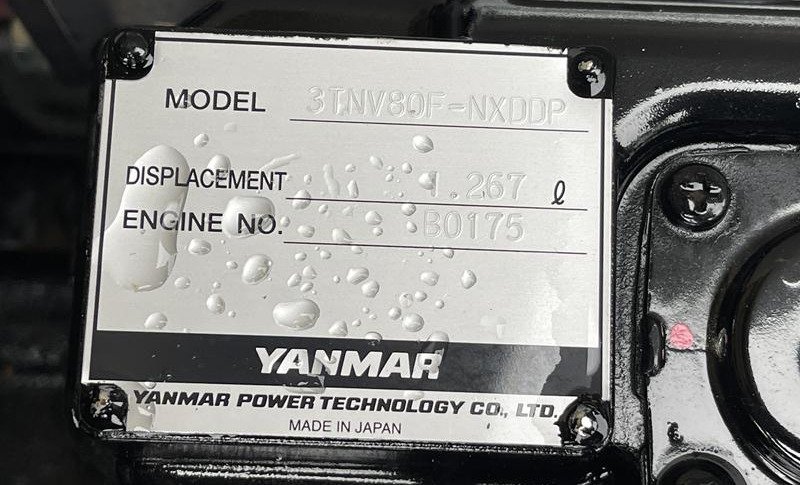 MODEL 3TNV80F-NXDDP
DISPLACEMENT 1.267 ℓ
ENGINE NO. B0175
YANMAR
YANMAR POWER TECHNOLOGY CO., LTD.
MADE IN JAPAN